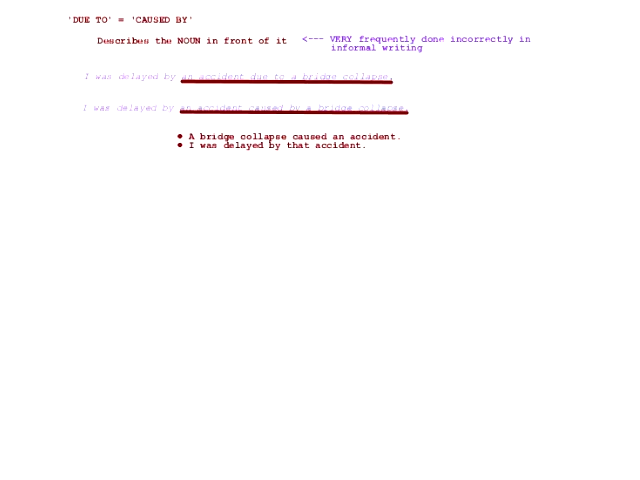 'DUE TO' = 'CAUSED BY'
Describes the NOUN in front of it <--- VERY frequently done incorrectly in
informal writing
I was delayed by an accident due to a bridge collapse.
I was delayed by an accident caused by a bridge collapse.
● A bridge collapse caused an accident.
● I was delayed by that accident.